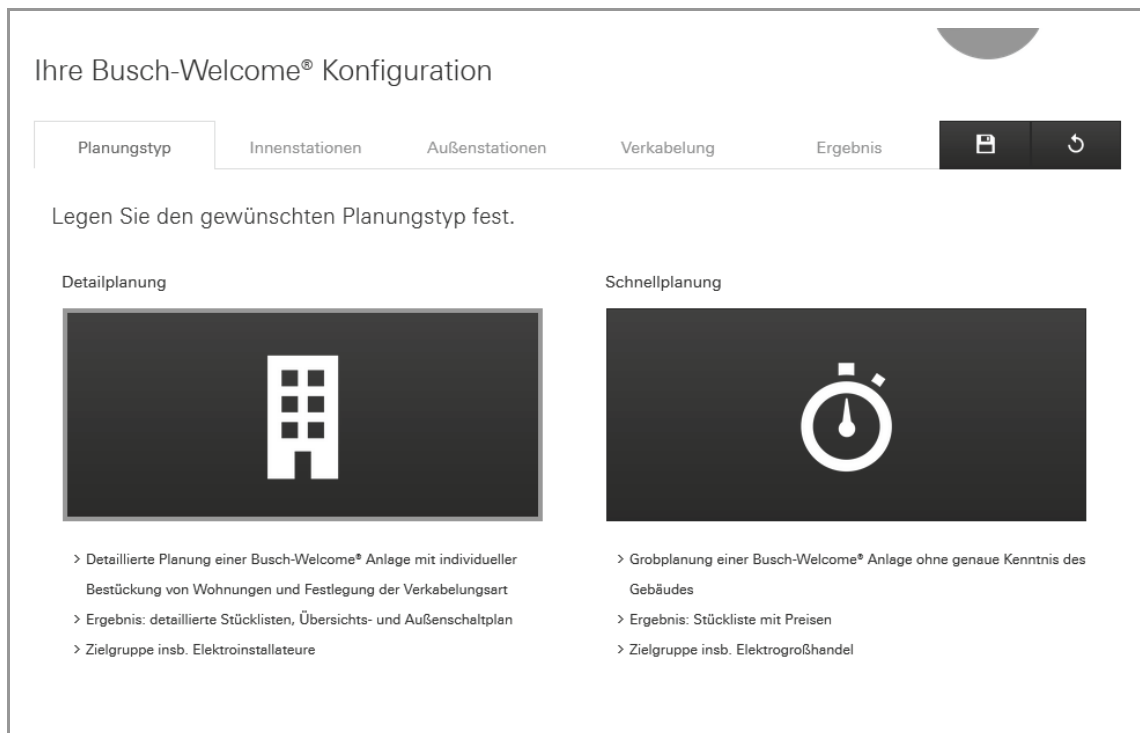 Ihre Busch-Welcome® Konfiguration
Planungstyp Innenstationen Außenstationen Verkabelung Ergebnis
Legen Sie den gewünschten Planungstyp fest.
Detailplanung
> Detaillierte Planung einer Busch-Welcome® Anlage mit individueller
Bestückung von Wohnungen und Festlegung der Verkabelungsart
> Ergebnis: detaillierte Stücklisten, Übersichts- und Außenschaltplan
> Zielgruppe insb. Elektroinstallateure
Schnellplanung
> Grobplanung einer Busch-Welcome® Anlage ohne genaue Kenntnis des
Gebäudes
> Ergebnis: Stückliste mit Preisen
> Zielgruppe insb. Elektrogroßhandel